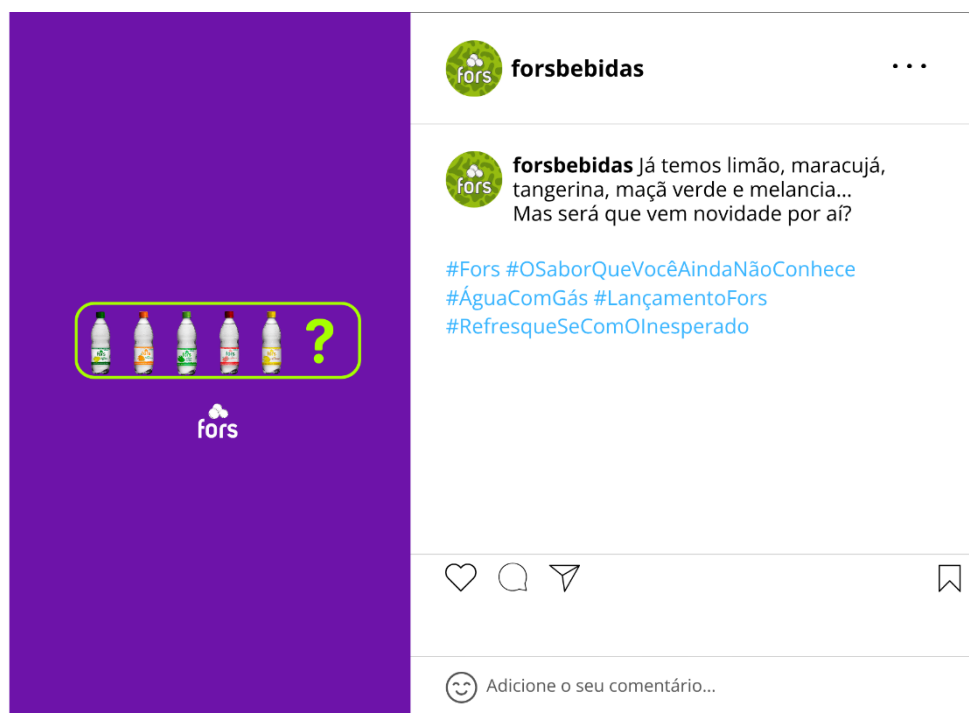 ?
fors
fors
forsbebidas
...
fors
forsbebidas Já temos limão, maracujá,
tangerina, maçã verde e melancia...
Mas será que vem novidade por aí?
#Fors #OSaborQueVocêAindaNãoConhece
#ÁguaComGás #LançamentoFors
#RefresqueSeComOInesperado
Adicione o seu comentário...